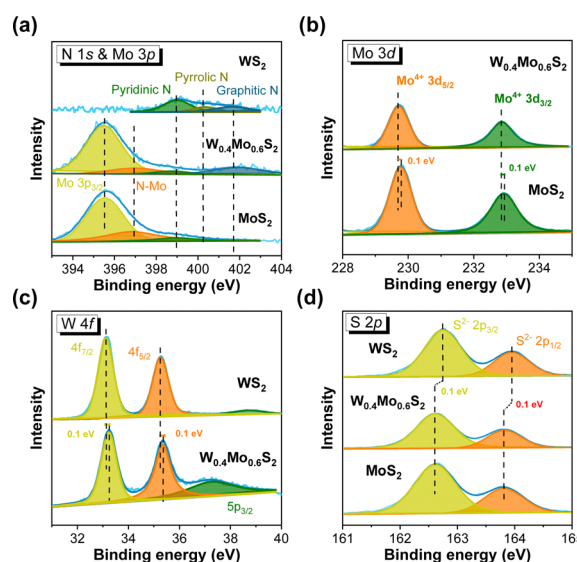 (a)
N 1s & Mo 3p
WS2
Pyrrolic N
Pyridinic N
Graphitic N
W0.4Mo0.6S2
Mo 3p3/2
N-Mo
MoS2
Intensity
394 396 398 400 402 404
Binding energy (eV)
(b)
Mo 3d
W0.4Mo0.6S2
Mo4+ 3d5/2
Mo4+ 3d3/2
0.1 eV
0.1 eV
MoS2
Intensity
228 230 232 234
Binding energy (eV)
(c)
W 4f
4f7/2
4f5/2
WS2
0.1 eV
0.1 eV
W0.4Mo0.6S2
5p3/2
Intensity
32 34 36 38 40
Binding energy (eV)
(d)
S 2p
S2- 2p3/2
S2- 2p1/2
WS2
0.1 eV
0.1 eV
W0.4Mo0.6S2
MoS2
Intensity
161 162 163 164 165
Binding energy (eV)